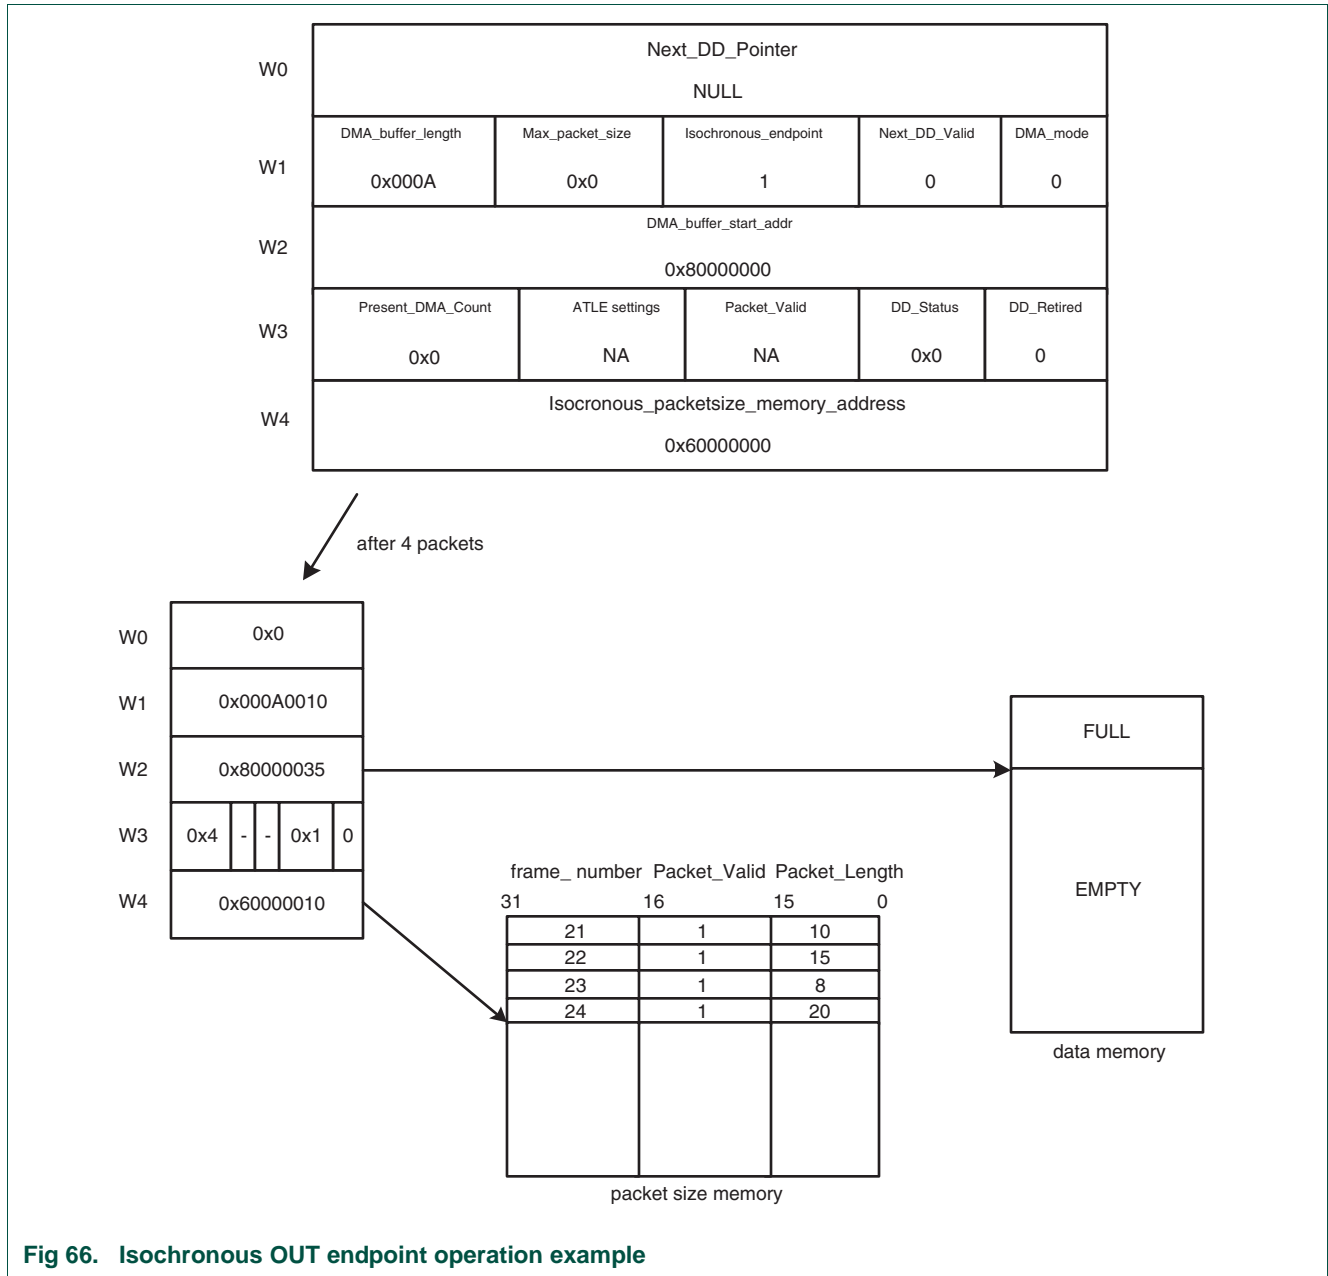 Next_DD_Pointer
W0
NULL
DMA_buffer_length Max_packet_size Isochronous_endpoint Next_DD_Valid DMA_mode
W1
0x000A 0x0 1 0 0
DMA_buffer_start_addr
W2
0x80000000
Present_DMA_Count ATLE settings Packet_Valid DD_Status DD_Retired
W3
0x0 NA NA 0x0 0
Isocronous_packetsize_memory_address
W4
0x60000000
after 4 packets
W0 0x0
W1 0x000A0010
W2 0x80000035
W3 0x4 - - 0x1 0
W4 0x60000010
FULL
EMPTY
data memory
frame_ number Packet_Valid Packet_Length
31 16 15 0
21 1 10
22 1 15
23 1 8
24 1 20
packet size memory
Fig 66. Isochronous OUT endpoint operation example